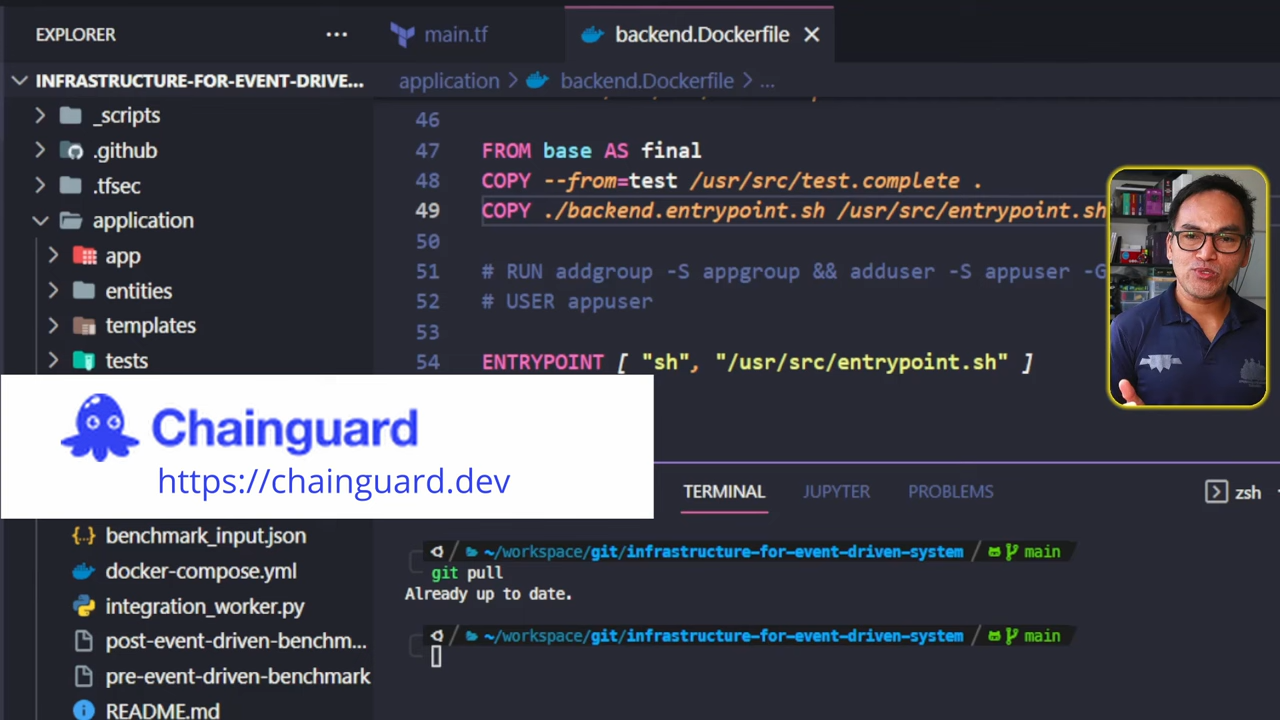 EXPLORER
...
main.tf
backend.Dockerfile
INFRASTRUCTURE-FOR-EVENT-DRIVE...
application > backend.Dockerfile > ...
_scripts
.github
.tfsec
application
app
entities
templates
tests
46
47 FROM base AS final
48 COPY --from=test /usr/src/test.complete .
49 COPY ./backend.entrypoint.sh /usr/src/entrypoint.sh
50
51 # RUN addgroup -S appgroup && adduser -S appuser -G
52 # USER appuser
53
54 ENTRYPOINT [ "sh", "/usr/src/entrypoint.sh" ]
Chainguard
https://chainguard.dev
benchmark_input.json
docker-compose.yml
integration_worker.py
post-event-driven-benchm...
pre-event-driven-benchmark
README.md
TERMINAL
JUPYTER
PROBLEMS
zsh
~/workspace/git/infrastructure-for-event-driven-system / main
git pull
Already up to date.
~/workspace/git/infrastructure-for-event-driven-system / main